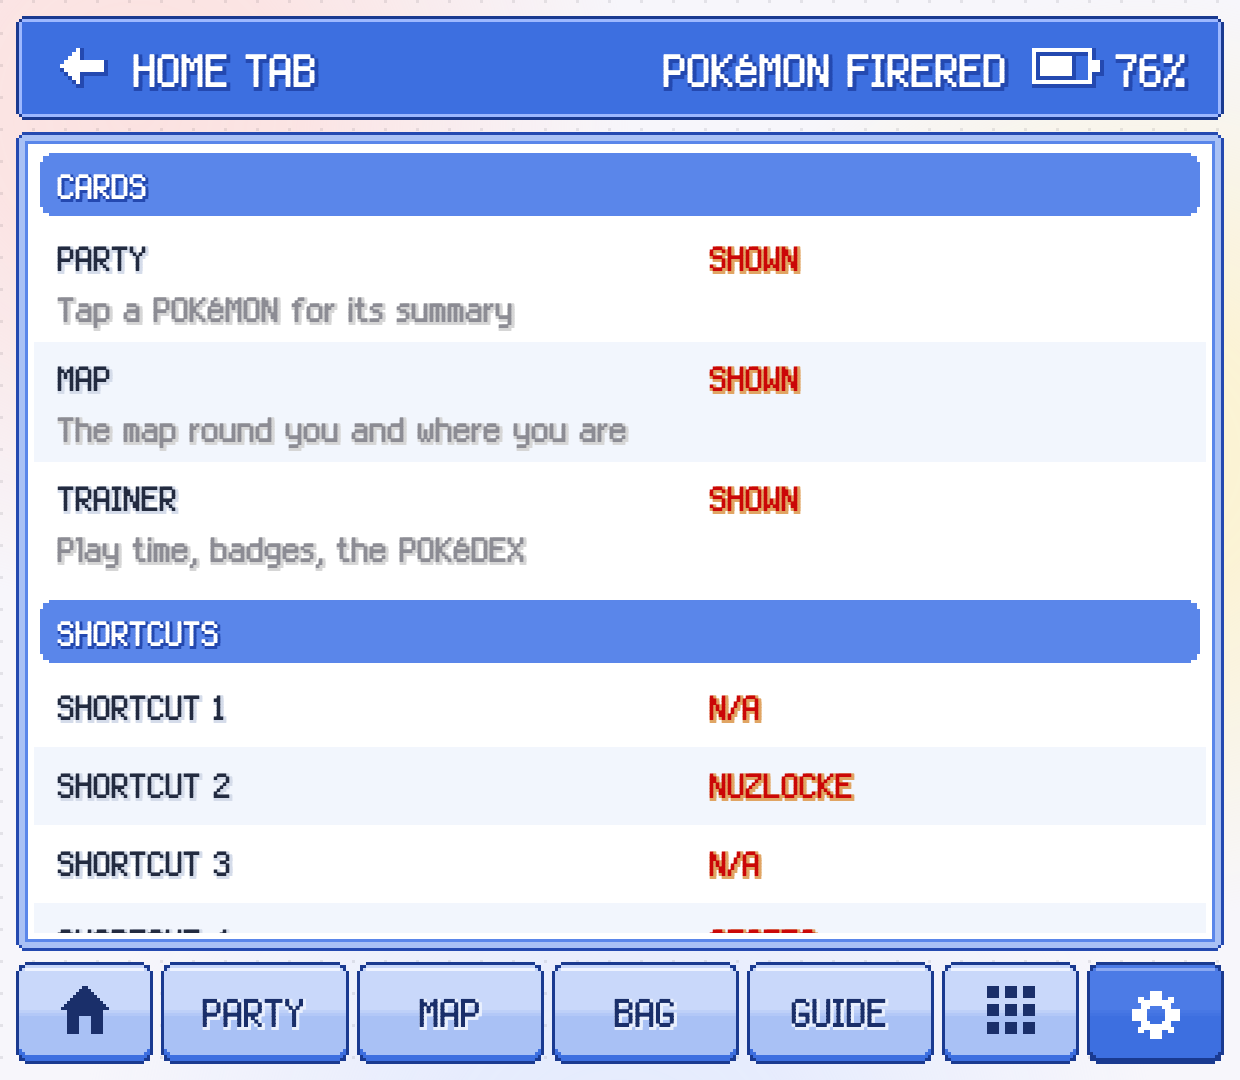 HOME TAB
POKéMON FIRERED 76%
CARDS
PARTY SHOWN
Tap a POKéMON for its summary
MAP SHOWN
The map round you and where you are
TRAINER SHOWN
Play time, badges, the POKéDEX
SHORTCUTS
SHORTCUT 1 N/A
SHORTCUT 2 NUZLOCKE
SHORTCUT 3 N/A
PARTY
MAP
BAG
GUIDE